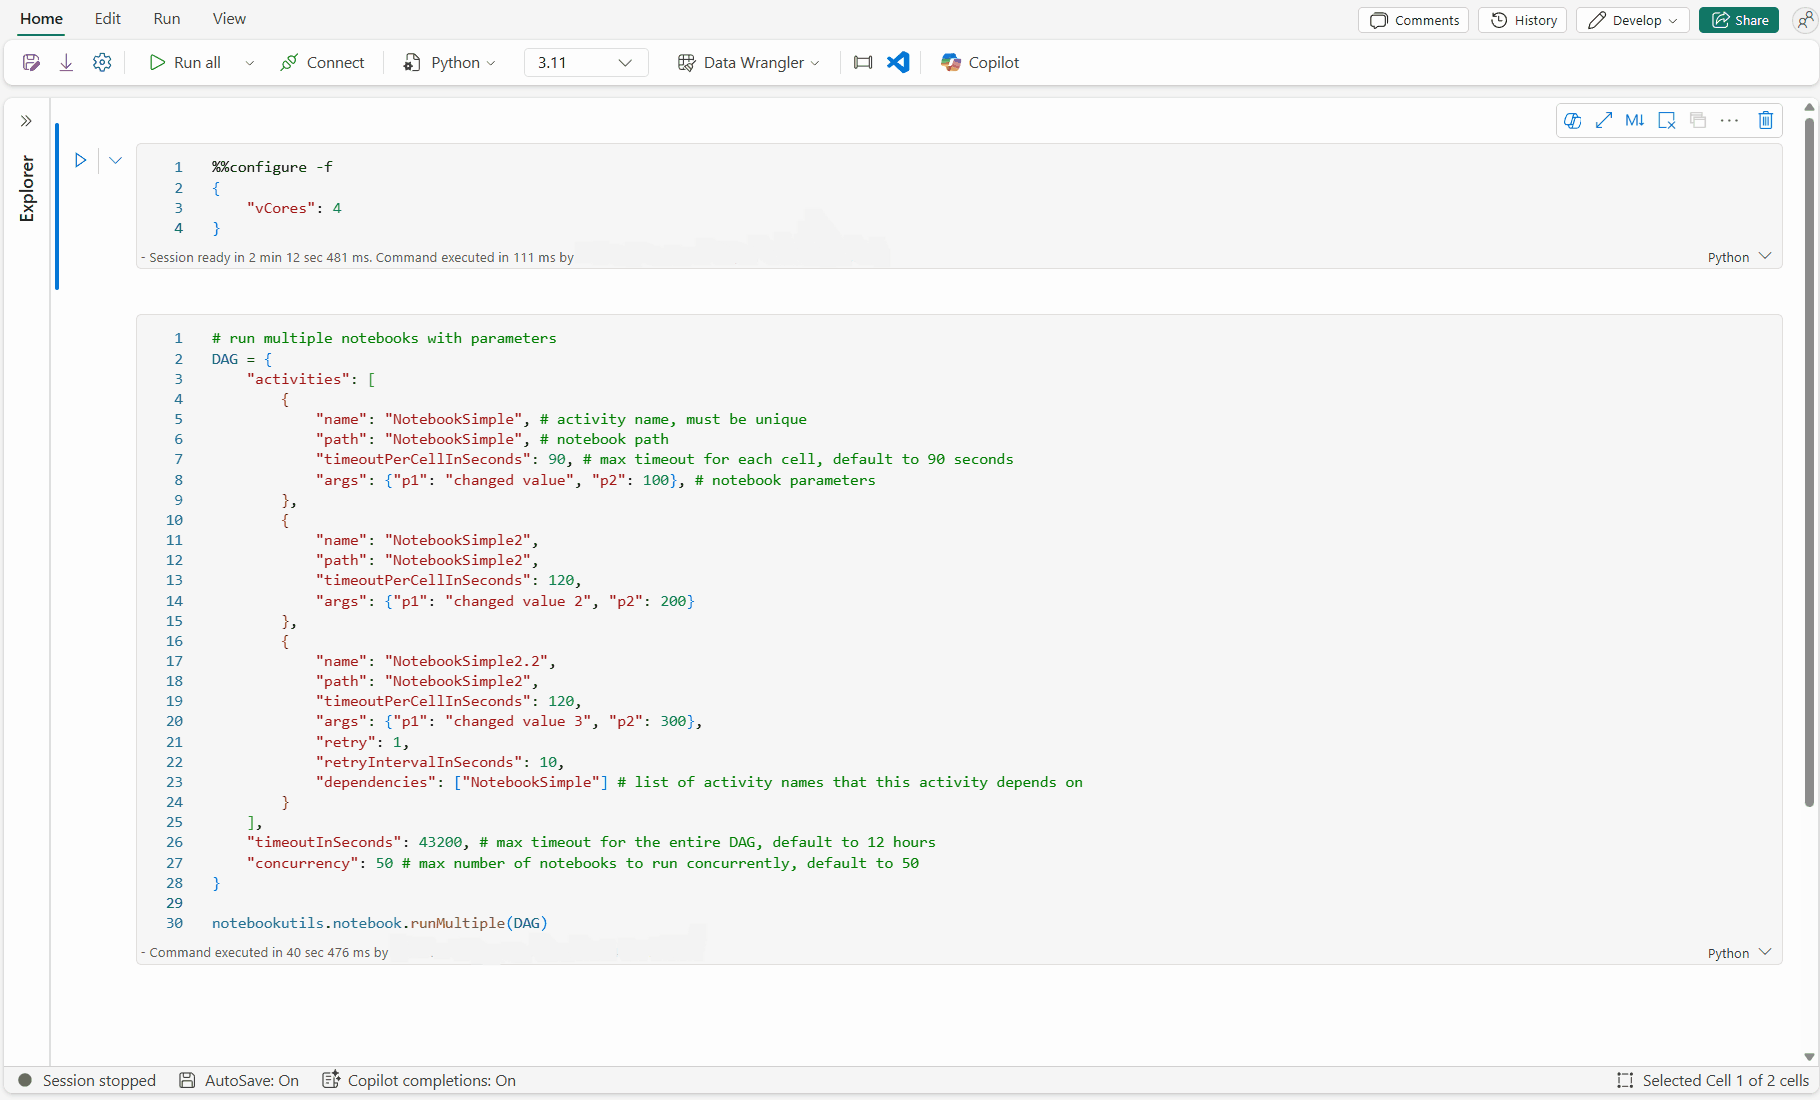 Home Edit Run View
Comments History Develop Share
Run all Connect Python 3.11 Data Wrangler Copilot
Explorer
M↓ ...
1 %%configure -f
2 {
3     "vCores": 4
4 }
- Session ready in 2 min 12 sec 481 ms. Command executed in 111 ms by
Python
1 # run multiple notebooks with parameters
2 DAG = {
3     "activities": [
4         {
5             "name": "NotebookSimple", # activity name, must be unique
6             "path": "NotebookSimple", # notebook path
7             "timeoutPerCellInSeconds": 90, # max timeout for each cell, default to 90 seconds
8             "args": {"p1": "changed value", "p2": 100}, # notebook parameters
9         },
10         {
11             "name": "NotebookSimple2",
12             "path": "NotebookSimple2",
13             "timeoutPerCellInSeconds": 120,
14             "args": {"p1": "changed value 2", "p2": 200}
15         },
16         {
17             "name": "NotebookSimple2.2",
18             "path": "NotebookSimple2",
19             "timeoutPerCellInSeconds": 120,
20             "args": {"p1": "changed value 3", "p2": 300},
21             "retry": 1,
22             "retryIntervalInSeconds": 10,
23             "dependencies": ["NotebookSimple"] # list of activity names that this activity depends on
24         }
25     ],
26     "timeoutInSeconds": 43200, # max timeout for the entire DAG, default to 12 hours
27     "concurrency": 50 # max number of notebooks to run concurrently, default to 50
28 }
29
30 notebookutils.notebook.runMultiple(DAG)
- Command executed in 40 sec 476 ms by
Python
Session stopped AutoSave: On Copilot completions: On Selected Cell 1 of 2 cells